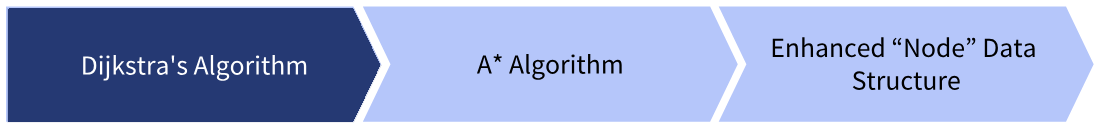 Dijkstra's Algorithm
A* Algorithm
Enhanced “Node” Data
Structure